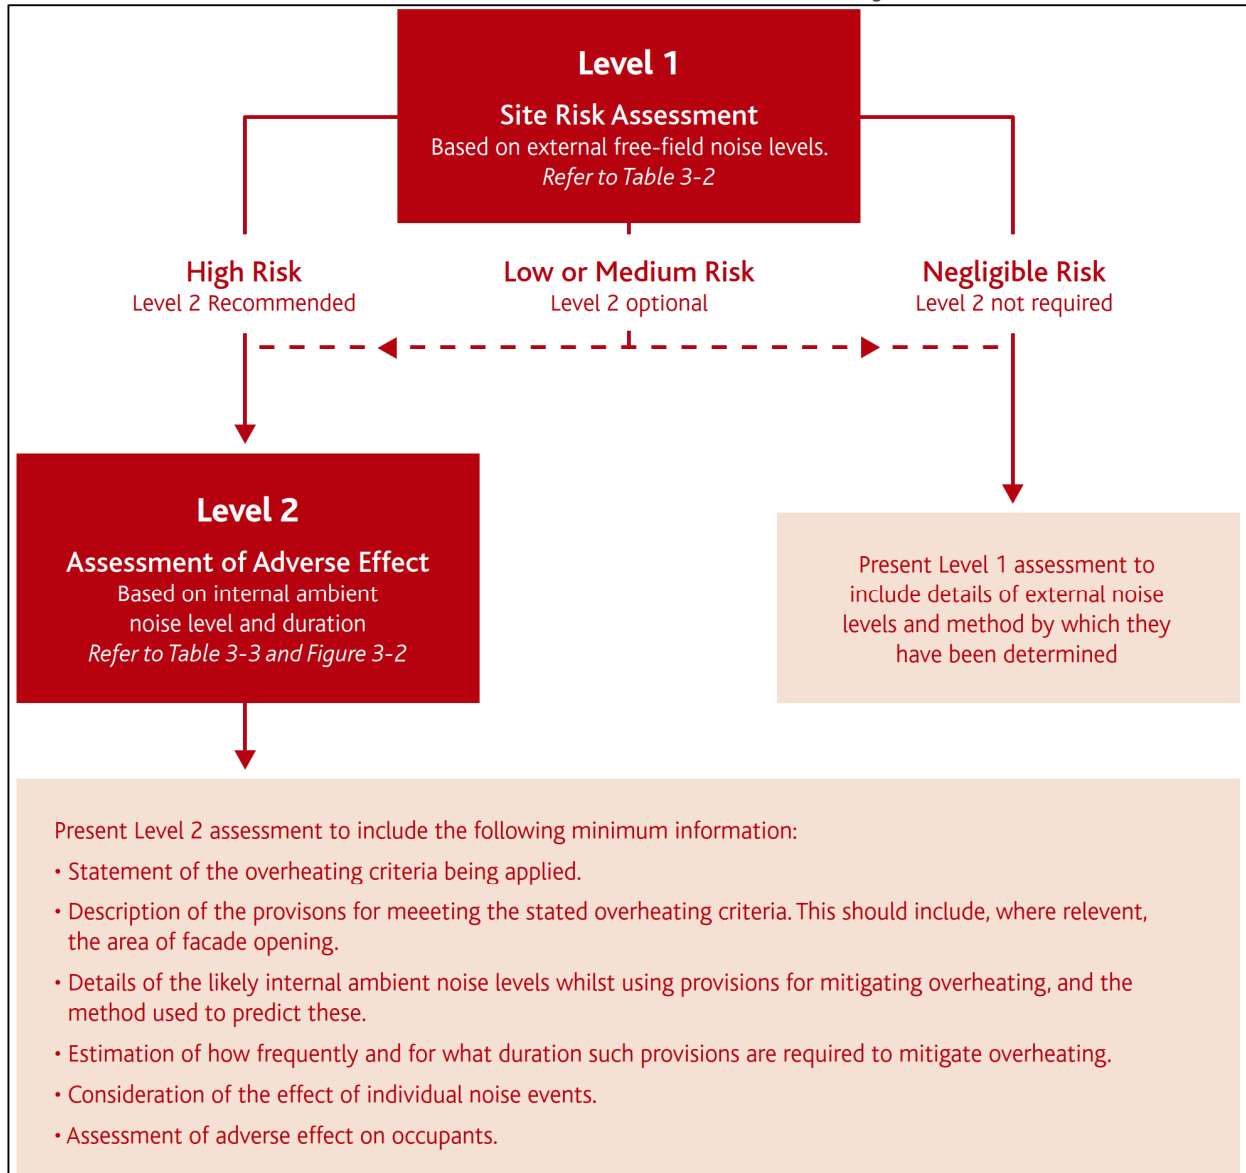 Level 1
Site Risk Assessment
Based on external free-field noise levels.
Refer to Table 3-2
High Risk
Level 2 Recommended
Low or Medium Risk
Level 2 optional
Negligible Risk
Level 2 not required
Level 2
Assessment of Adverse Effect
Based on internal ambient
noise level and duration
Refer to Table 3-3 and Figure 3-2
Present Level 1 assessment to
include details of external noise
levels and method by which they
have been determined
Present Level 2 assessment to include the following minimum information:
• Statement of the overheating criteria being applied.
• Description of the provisons for meeeting the stated overheating criteria. This should include, where relevent,
the area of facade opening.
• Details of the likely internal ambient noise levels whilst using provisions for mitigating overheating, and the
method used to predict these.
• Estimation of how frequently and for what duration such provisions are required to mitigate overheating.
• Consideration of the effect of individual noise events.
• Assessment of adverse effect on occupants.